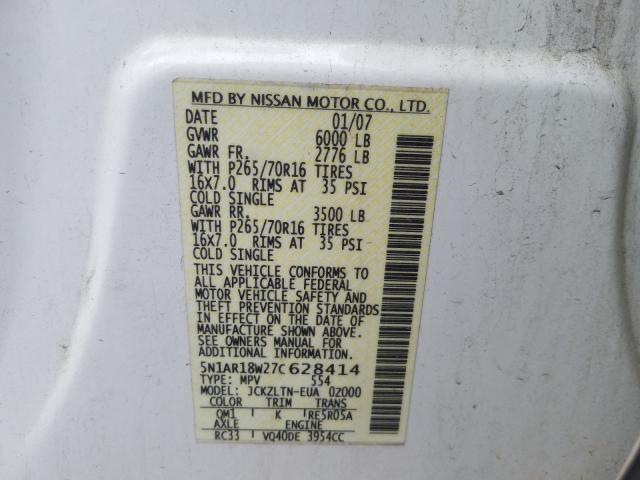 MFD BY NISSAN MOTOR CO., LTD.
DATE 01/07
GVWR 6000 LB
GAWR FR. 2776 LB
WITH P265/70R16 TIRES
16X7.0 RIMS AT 35 PSI
COLD SINGLE
GAWR RR. 3500 LB
WITH P265/70R16 TIRES
16X7.0 RIMS AT 35 PSI
COLD SINGLE
THIS VEHICLE CONFORMS TO
ALL APPLICABLE FEDERAL
MOTOR VEHICLE SAFETY AND
THEFT PREVENTION STANDARDS
IN EFFECT ON THE DATE OF
MANUFACTURE SHOWN ABOVE.
SEE OWNERS MANUAL FOR
ADDITIONAL INFORMATION.
5N1AR18W27C628414
TYPE: MPV 554
MODEL: JCKZLTN-EUA 0Z000
COLOR TRIM TRANS
QM1 K RE5R05A
AXLE ENGINE
RC33 VQ40DE 3954CC